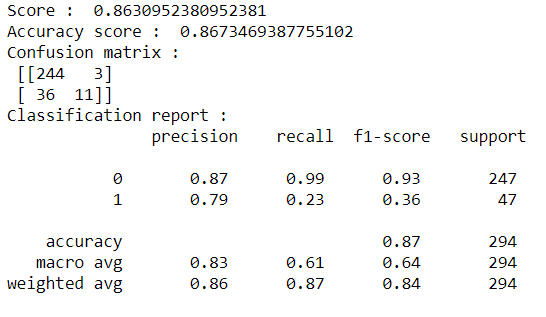 Score :  0.8630952380952381
Accuracy score :  0.8673469387755102
Confusion matrix :
 [[244   3]
 [ 36  11]]
Classification report :
              precision    recall  f1-score   support

           0       0.87      0.99      0.93       247
           1       0.79      0.23      0.36        47

    accuracy                           0.87       294
   macro avg       0.83      0.61      0.64       294
weighted avg       0.86      0.87      0.84       294